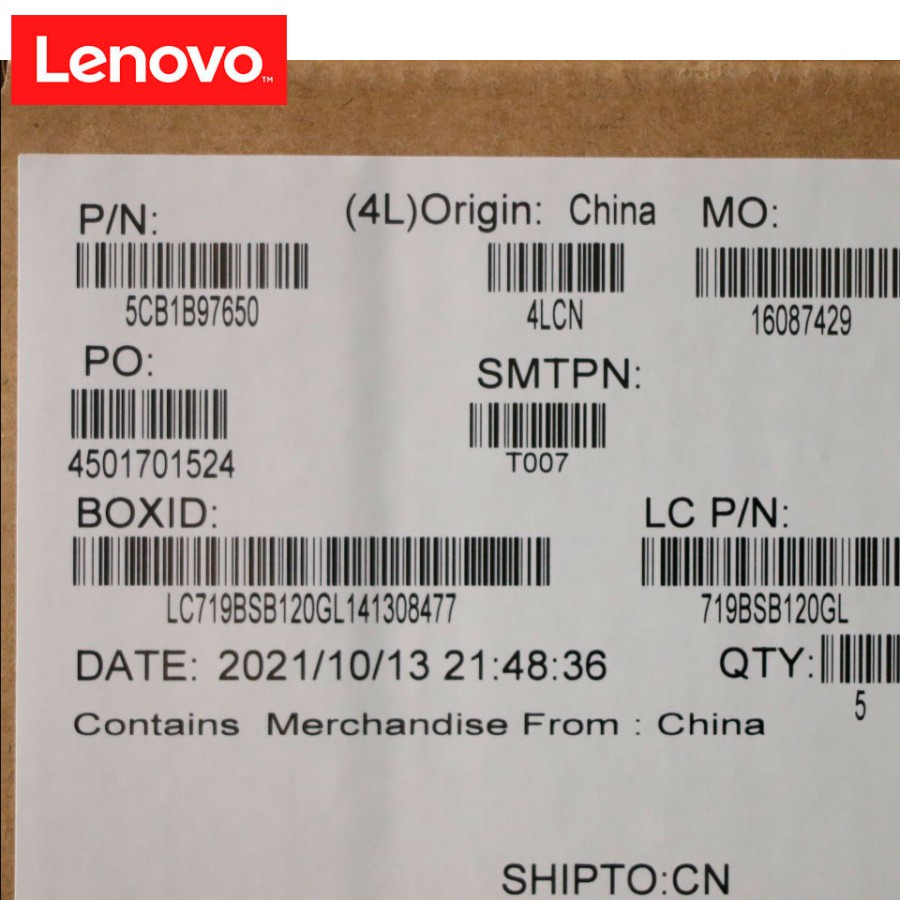 Lenovo™
P/N: (4L)Origin: China MO:
5CB1B97650 4LCN 16087429
PO: SMTPN:
4501701524 T007
BOXID: LC P/N:
LC719BSB120GL141308477 719BSB120GL
DATE: 2021/10/13 21:48:36 QTY:
5
Contains Merchandise From : China
SHIPTO:CN